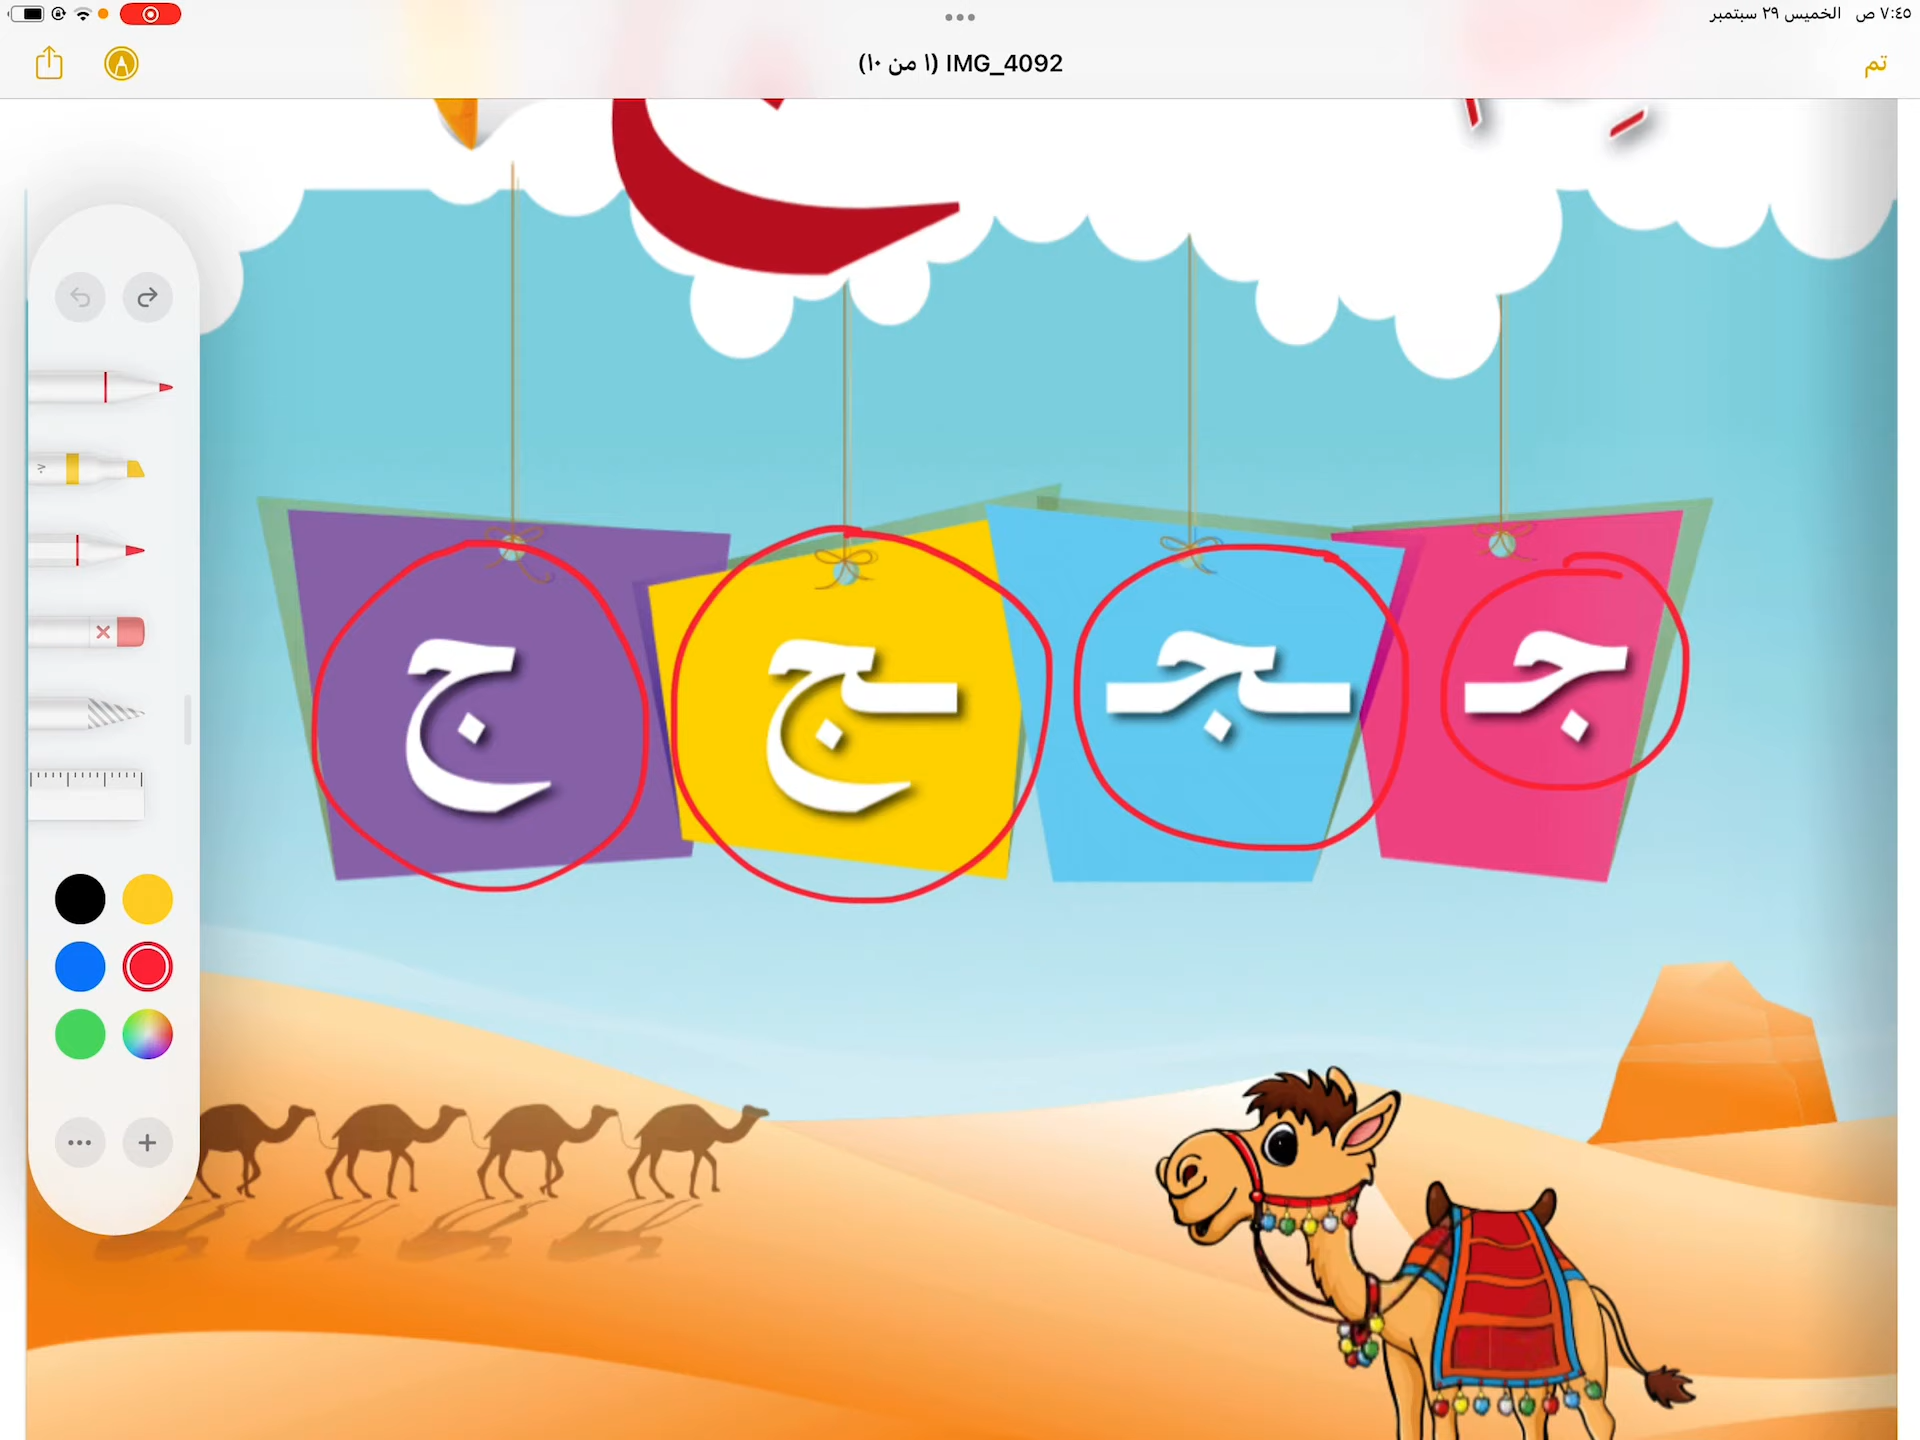 ٧:٤٥ ص الخميس ٢٩ سبتمبر
IMG_4092 (١ من ١٠)
تم
جـ ـجـ ـج ج